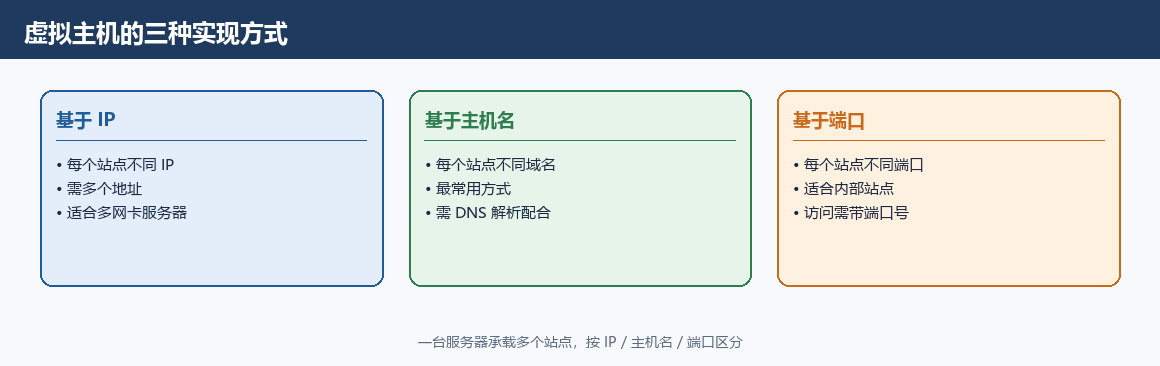 虚拟主机的三种实现方式
基于 IP
• 每个站点不同 IP
• 需多个地址
• 适合多网卡服务器
基于主机名
• 每个站点不同域名
• 最常用方式
• 需 DNS 解析配合
基于端口
• 每个站点不同端口
• 适合内部站点
• 访问需带端口号
一台服务器承载多个站点，按 IP / 主机名 / 端口区分